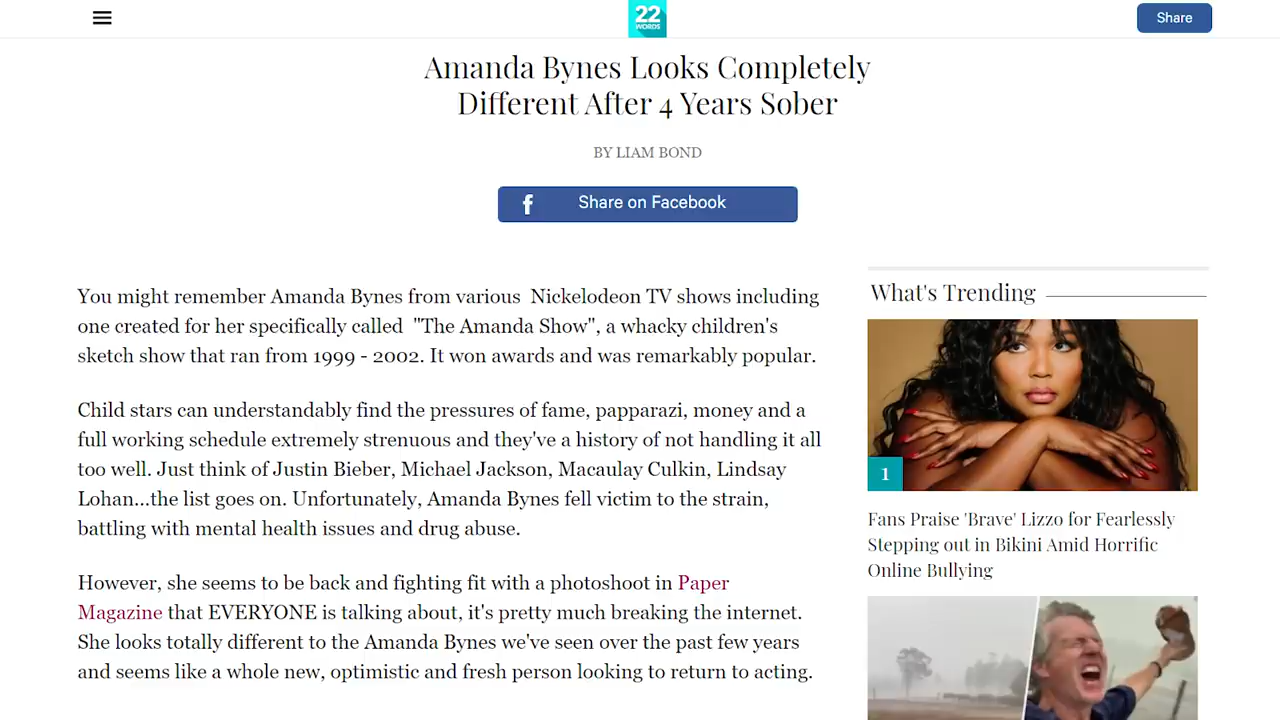 22
WORDS
Share
Amanda Bynes Looks Completely
Different After 4 Years Sober
BY LIAM BOND
f Share on Facebook
You might remember Amanda Bynes from various Nickelodeon TV shows including
one created for her specifically called "The Amanda Show", a whacky children's
sketch show that ran from 1999 - 2002. It won awards and was remarkably popular.
Child stars can understandably find the pressures of fame, papparazi, money and a
full working schedule extremely strenuous and they've a history of not handling it all
too well. Just think of Justin Bieber, Michael Jackson, Macaulay Culkin, Lindsay
Lohan...the list goes on. Unfortunately, Amanda Bynes fell victim to the strain,
battling with mental health issues and drug abuse.
However, she seems to be back and fighting fit with a photoshoot in Paper
Magazine that EVERYONE is talking about, it's pretty much breaking the internet.
She looks totally different to the Amanda Bynes we've seen over the past few years
and seems like a whole new, optimistic and fresh person looking to return to acting.
What's Trending
1
Fans Praise 'Brave' Lizzo for Fearlessly
Stepping out in Bikini Amid Horrific
Online Bullying